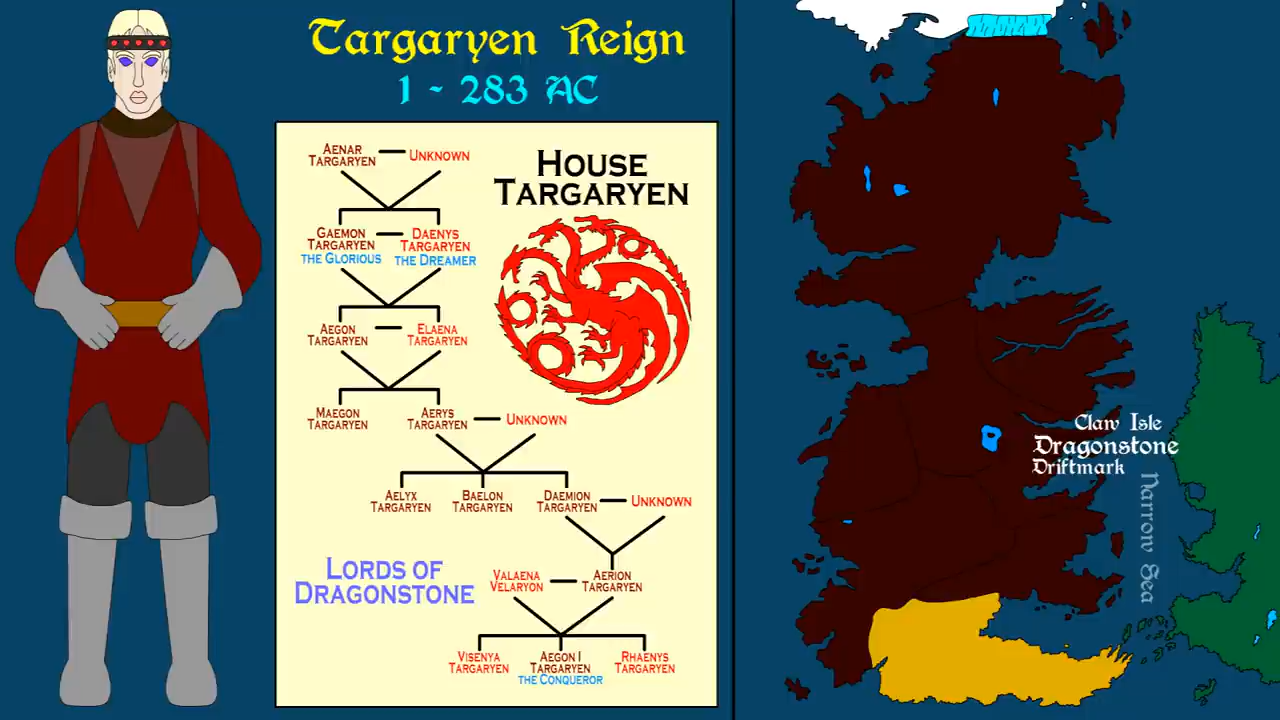 Targaryen Reign
1 - 283 AC
HOUSE
TARGARYEN
AENAR
TARGARYEN
UNKNOWN
GAEMON
TARGARYEN
THE GLORIOUS
DAENYS
TARGARYEN
THE DREAMER
AEGON
TARGARYEN
ELAENA
TARGARYEN
MAEGON
TARGARYEN
AERYS
TARGARYEN
UNKNOWN
AELYX
TARGARYEN
BAELON
TARGARYEN
DAEMION
TARGARYEN
UNKNOWN
LORDS OF
DRAGONSTONE
VALAENA
VELARYON
AERION
TARGARYEN
VISENYA
TARGARYEN
AEGON I
TARGARYEN
THE CONQUEROR
RHAENYS
TARGARYEN
Claw Isle
Dragonstone
Driftmark
Narrow Sea